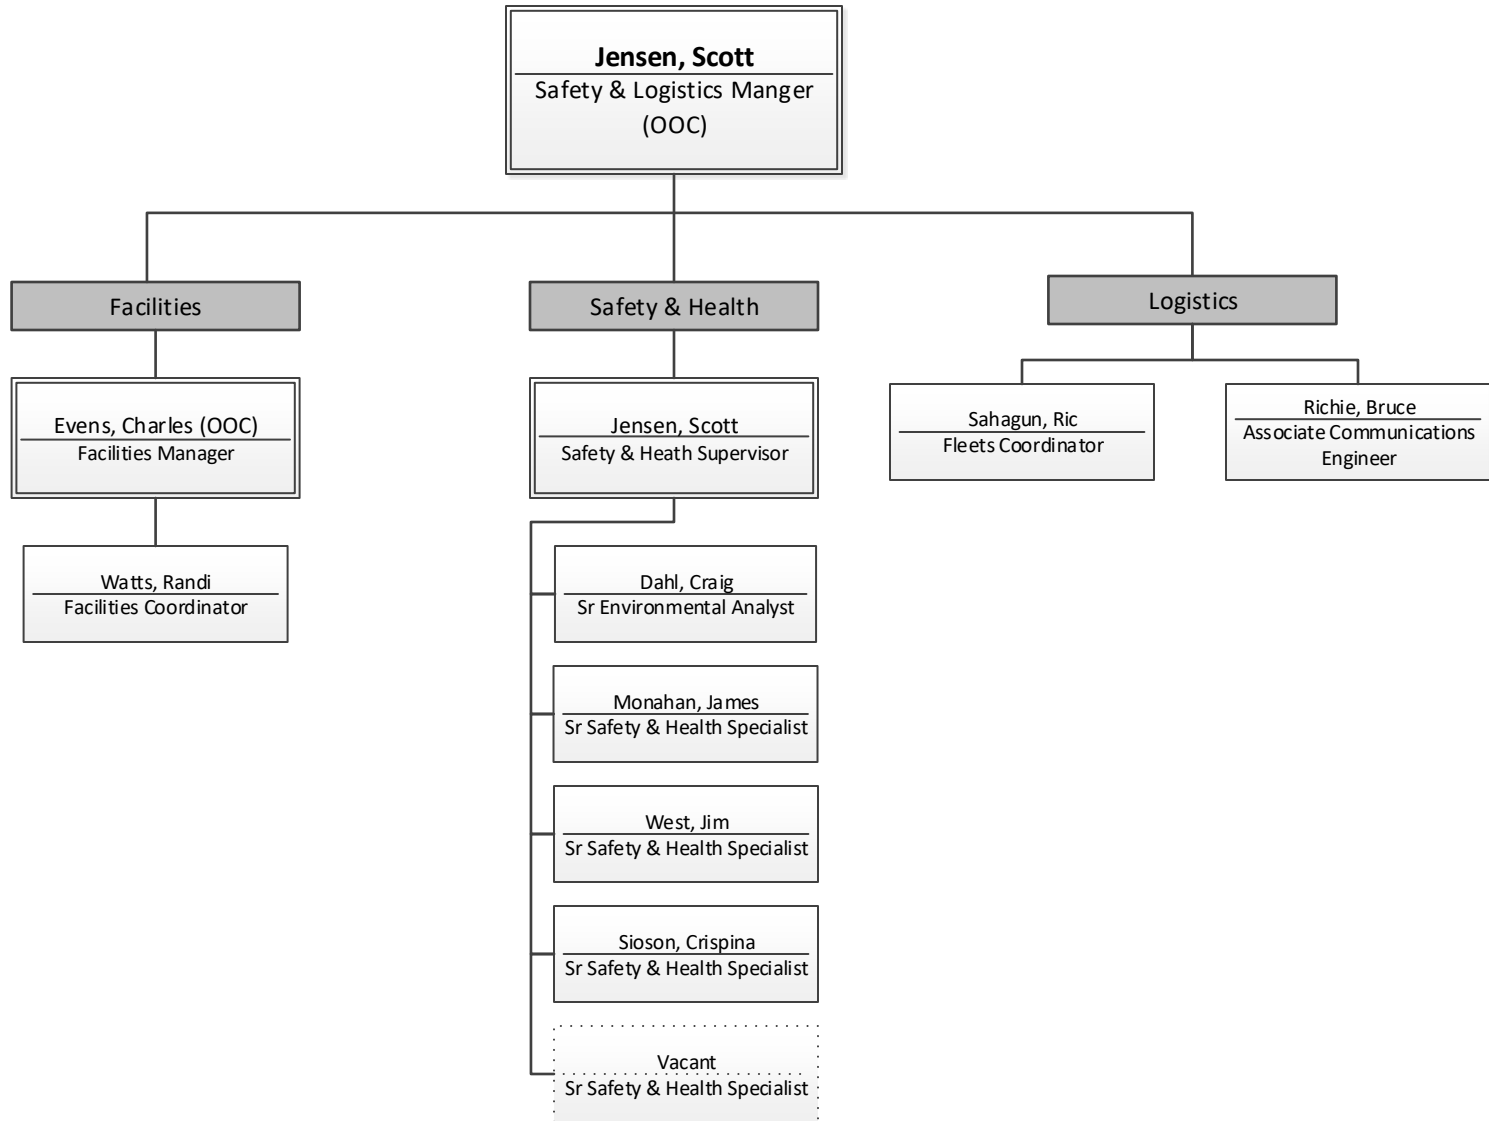 Jensen, Scott
Safety & Logistics Manger
(OOC)
Facilities
Safety & Health
Logistics
Evens, Charles (OOC)
Facilities Manager
Jensen, Scott
Safety & Heath Supervisor
Sahagun, Ric
Fleets Coordinator
Richie, Bruce
Associate Communications
Engineer
Watts, Randi
Facilities Coordinator
Dahl, Craig
Sr Environmental Analyst
Monahan, James
Sr Safety & Health Specialist
West, Jim
Sr Safety & Health Specialist
Sioson, Crispina
Sr Safety & Health Specialist
Vacant
Sr Safety & Health Specialist